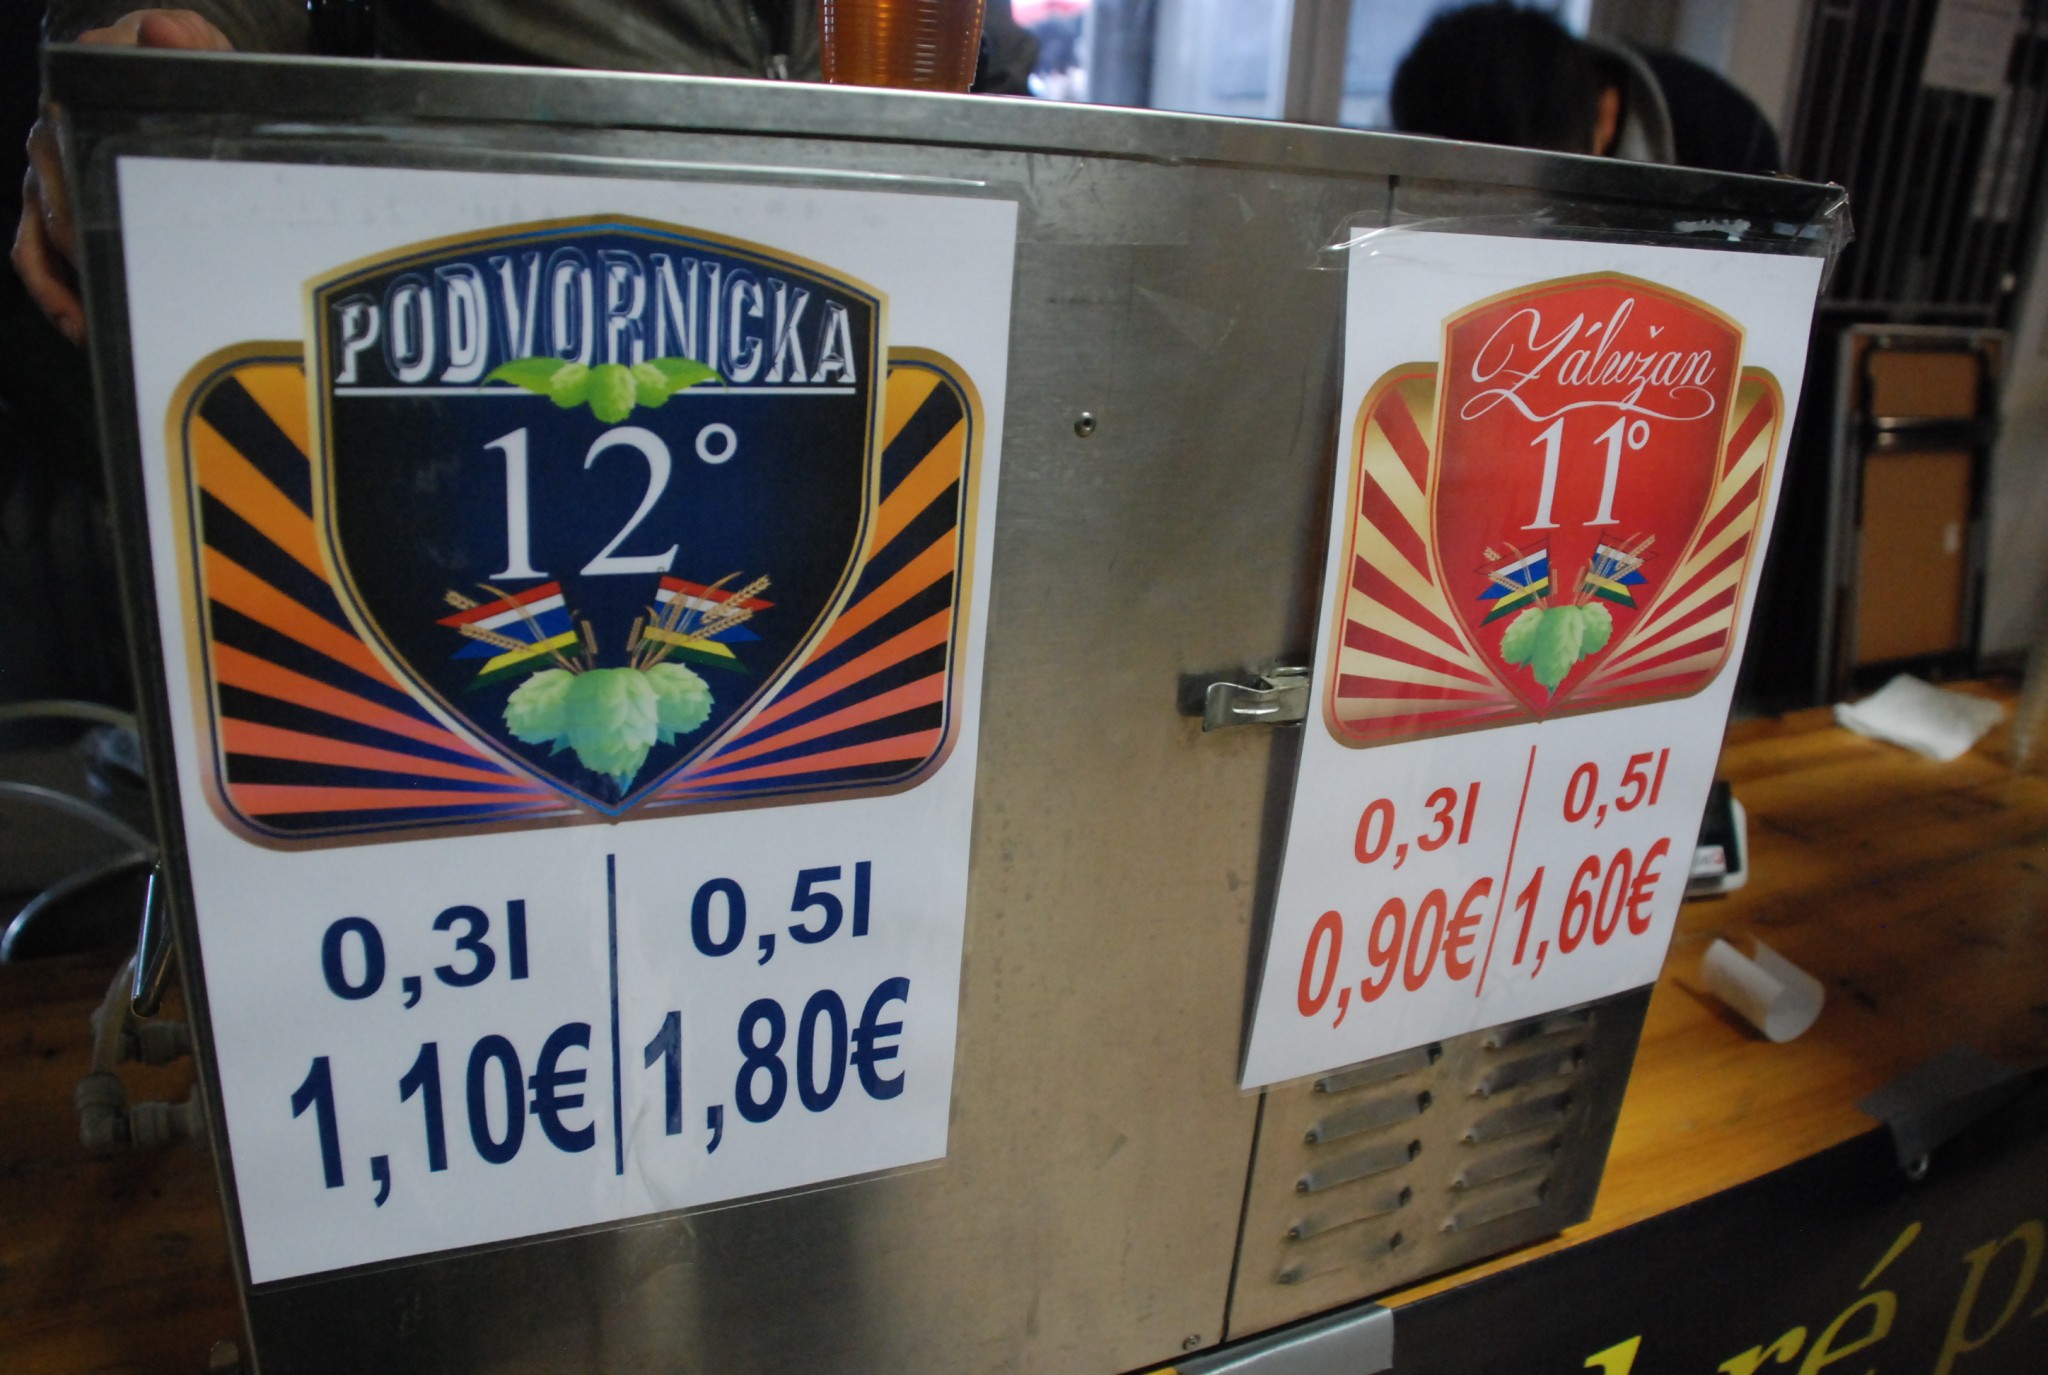 PODVORNICKA
12°
0,3l
0,5l
1,10€
1,80€
Zálužan
11°
0,3l
0,5l
0,90€
1,60€